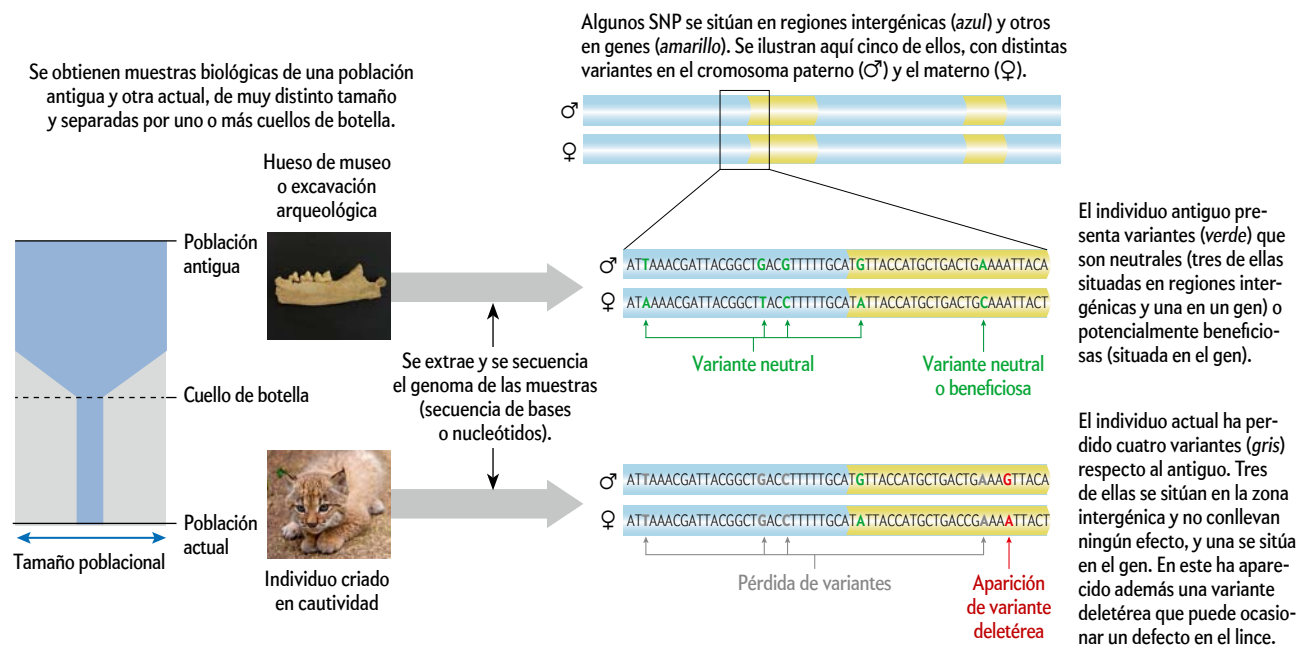 Se obtienen muestras biológicas de una población
antigua y otra actual, de muy distinto tamaño
y separadas por uno o más cuellos de botella.
Algunos SNP se sitúan en regiones intergénicas (azul) y otros
en genes (amarillo). Se ilustran aquí cinco de ellos, con distintas
variantes en el cromosoma paterno (♂) y el materno (♀).
♂
♀
Hueso de museo
o excavación
arqueológica
Población
antigua
Cuello de botella
Población
actual
Tamaño poblacional
Individuo criado
en cautividad
Se extrae y se secuencia
el genoma de las muestras
(secuencia de bases
o nucleótidos).
♂ ATTAAACGATTACGGCTGACGTTTTTGCATGTTACCATGCTGACTGAAAATTACA
♀ ATAAAACGATTACGGCTTACCTTTTTGCATATTACCATGCTGACTGCAAATTACT
Variante neutral
Variante neutral
o beneficiosa
El individuo antiguo pre-
senta variantes (verde) que
son neutrales (tres de ellas
situadas en regiones inter-
génicas y una en un gen) o
potencialmente beneficio-
sas (situada en el gen).
♂ ATTAAACGATTACGGCTGACCTTTTTGCATGTTACCATGCTGACTGAAAGTTACA
♀ ATTAAACGATTACGGCTGACCTTTTTGCATATTACCATGCTGACCGAAAATTACT
Pérdida de variantes
Aparición
de variante
deletérea
El individuo actual ha per-
dido cuatro variantes (gris)
respecto al antiguo. Tres
de ellas se sitúan en la zona
intergénica y no conllevan
ningún efecto, y una se sitúa
en el gen. En este ha apare-
cido además una variante
deletérea que puede ocasio-
nar un defecto en el lince.